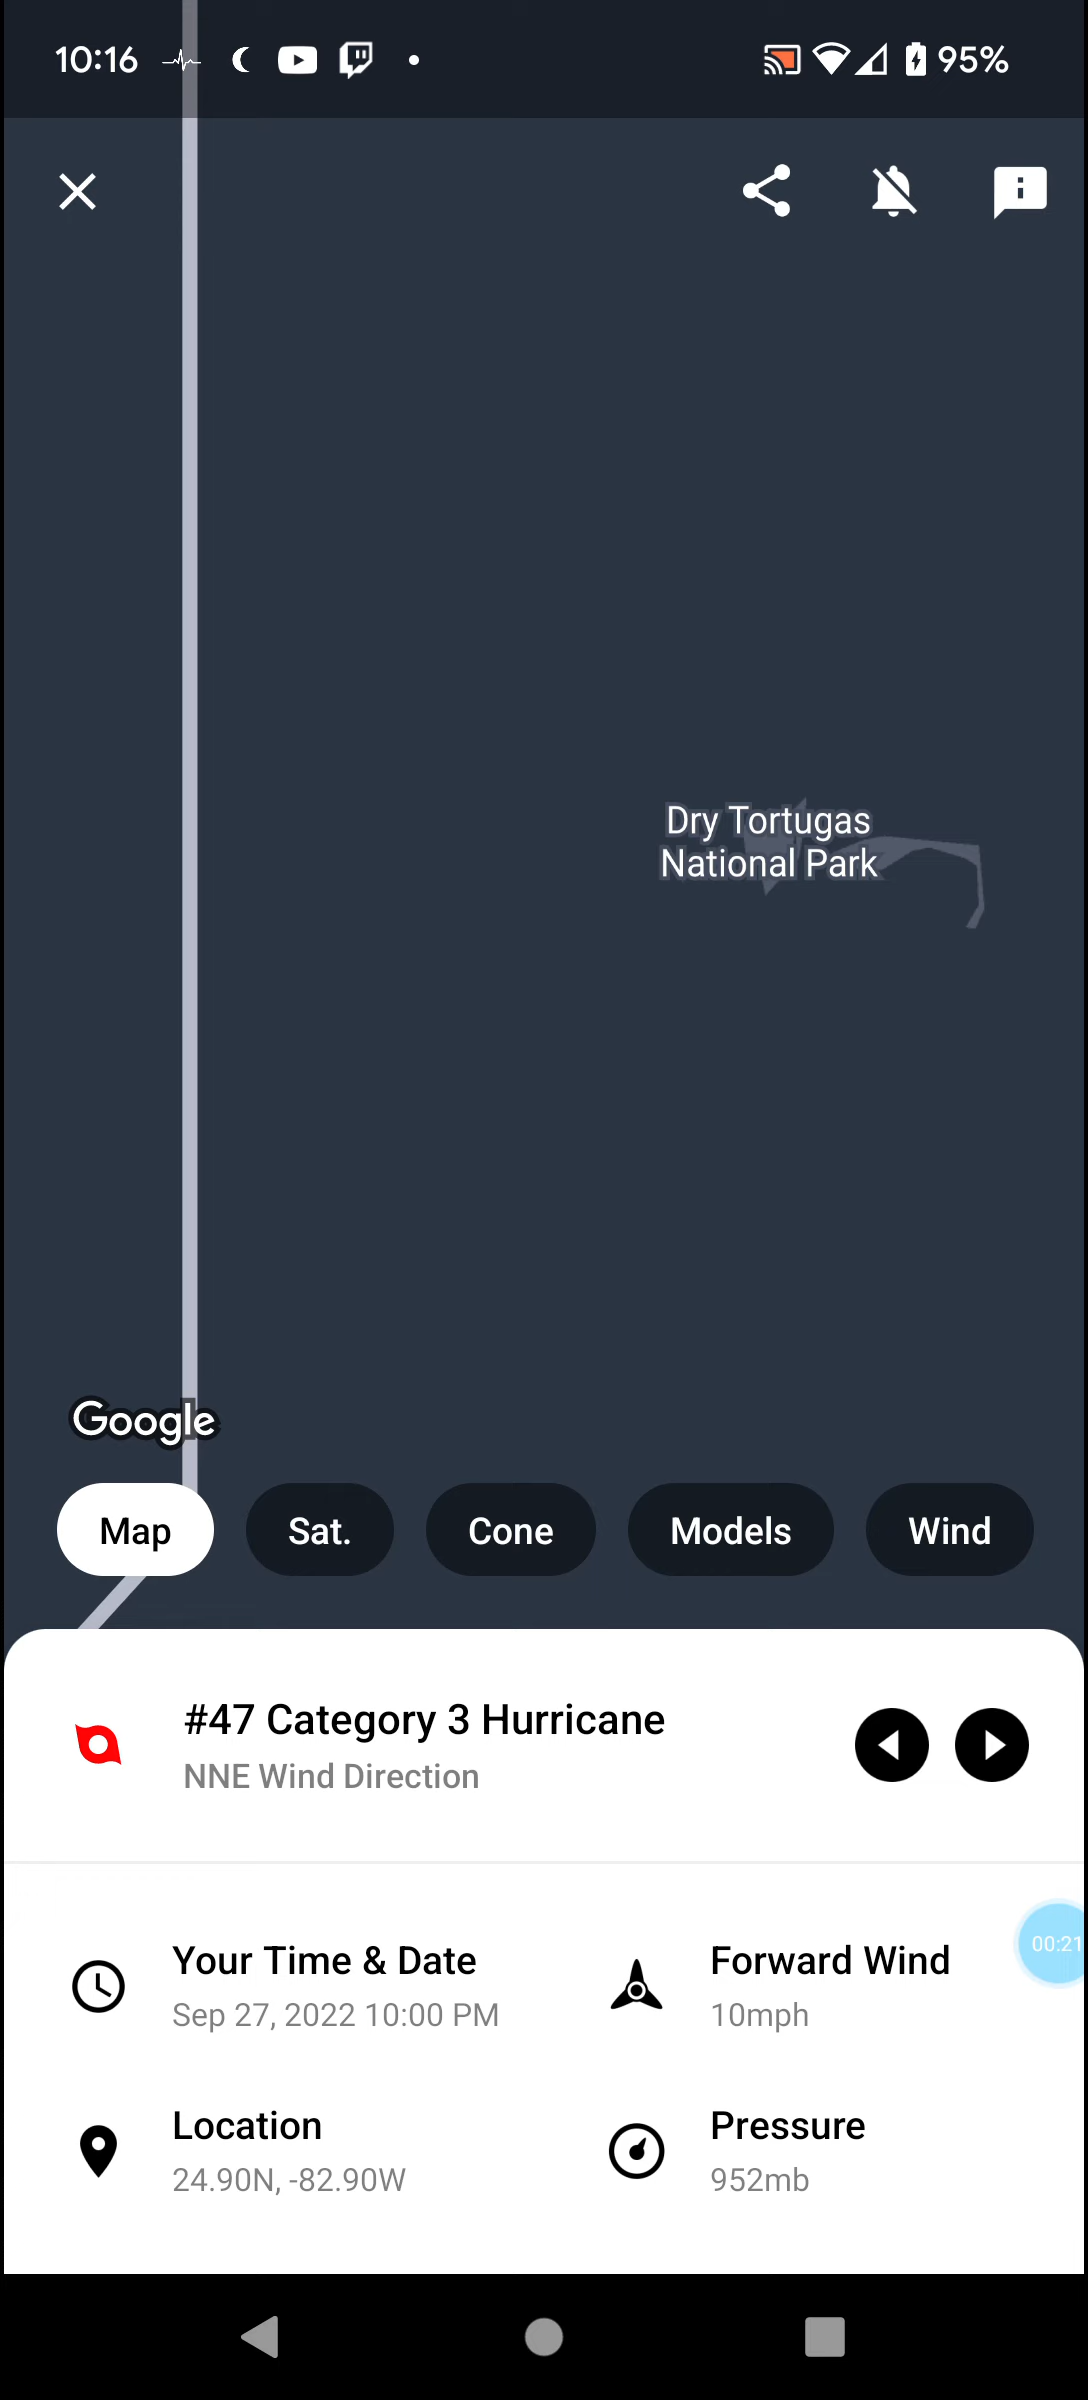 10:16
95%
Dry Tortugas
National Park
Google
Map
Sat.
Cone
Models
Wind
#47 Category 3 Hurricane
NNE Wind Direction
Your Time & Date
Sep 27, 2022 10:00 PM
Forward Wind
10mph
00:21
Location
24.90N, -82.90W
Pressure
952mb